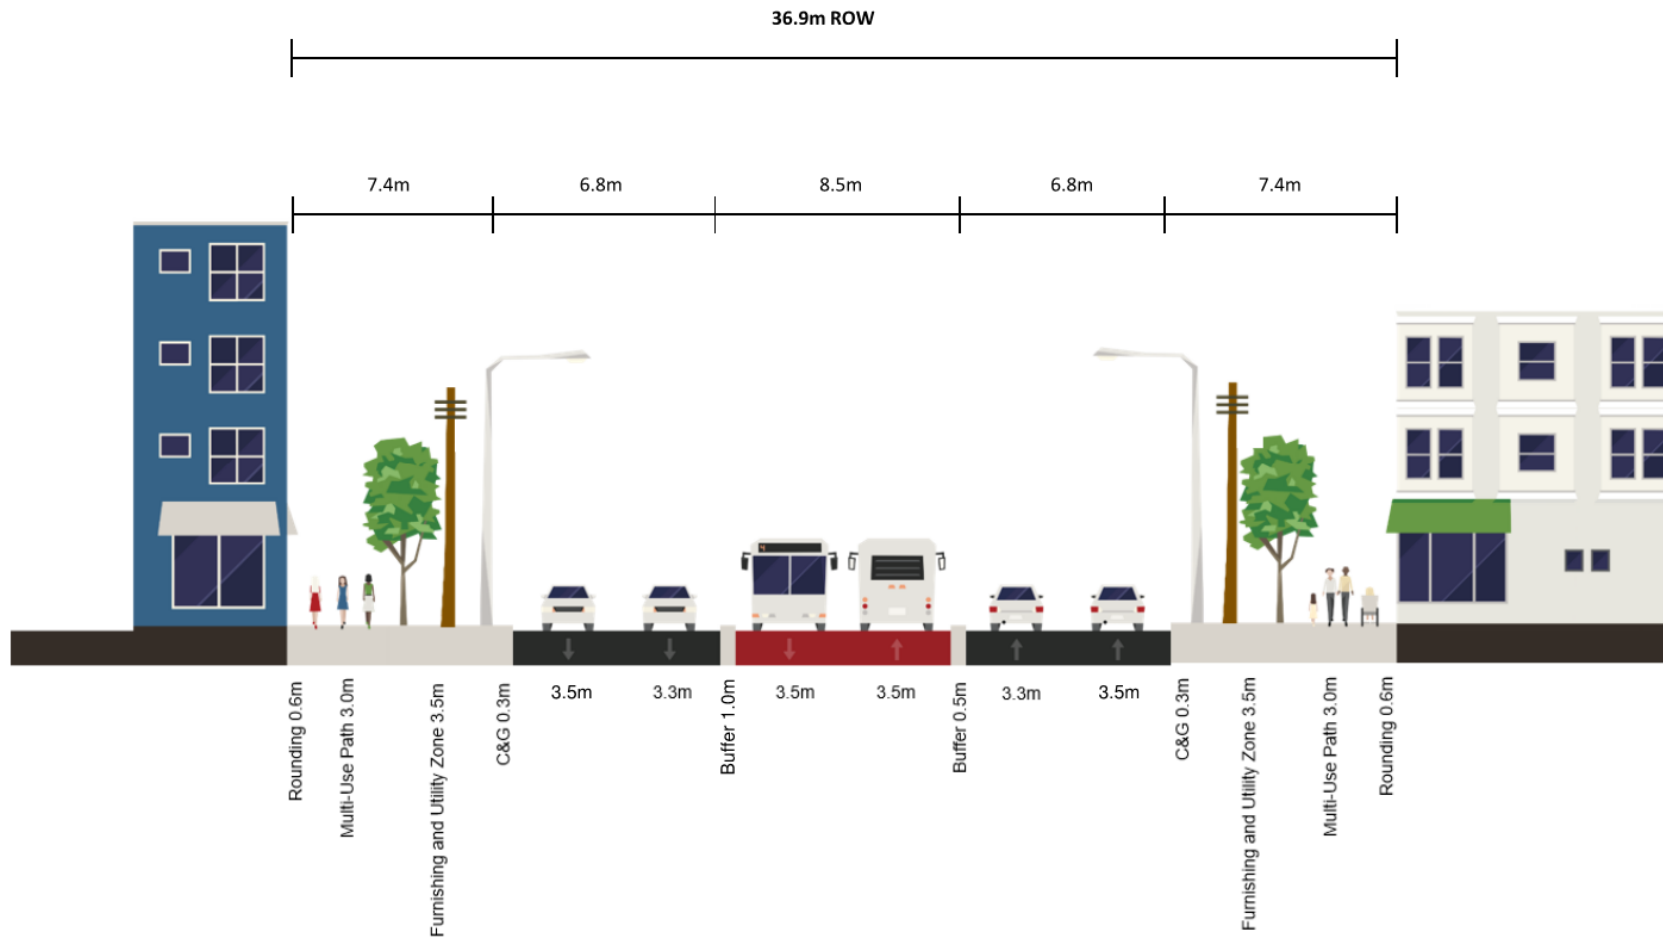 36.9m ROW
7.4m
6.8m
8.5m
6.8m
7.4m
Rounding 0.6m
Multi-Use Path 3.0m
Furnishing and Utility Zone 3.5m
C&G 0.3m
3.5m
3.3m
Buffer 1.0m
3.5m
3.5m
Buffer 0.5m
3.3m
3.5m
C&G 0.3m
Furnishing and Utility Zone 3.5m
Multi-Use Path 3.0m
Rounding 0.6m